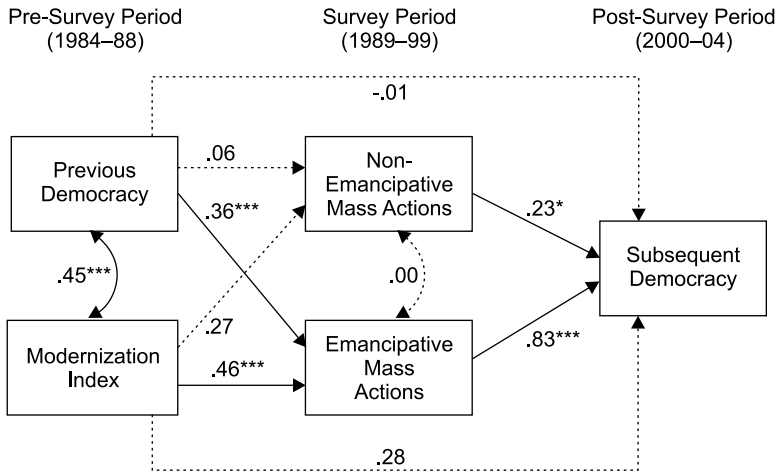 Pre-Survey Period
(1984–88)
Survey Period
(1989–99)
Post-Survey Period
(2000–04)
-.01
Previous
Democracy
.06
Non-
Emancipative
Mass Actions
.36***
.23*
.45***
.00
Subsequent
Democracy
.27
Modernization
Index
.46***
Emancipative
Mass
Actions
.83***
.28